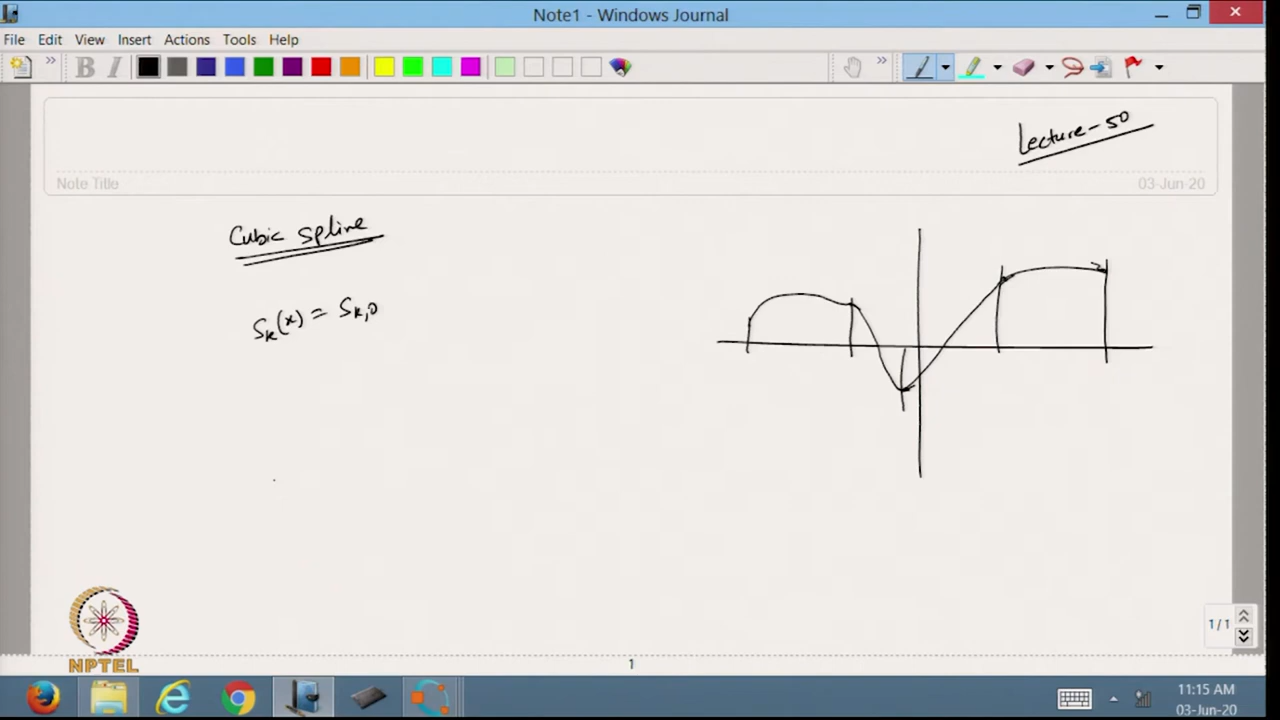 Note1 - Windows Journal
File Edit View Insert Actions Tools Help
B I
Lecture-50
Note Title
03-Jun-20
Cubic spline
Sk(x) = Sk,0
1/1
NPTEL
1
11:15 AM
03-Jun-20